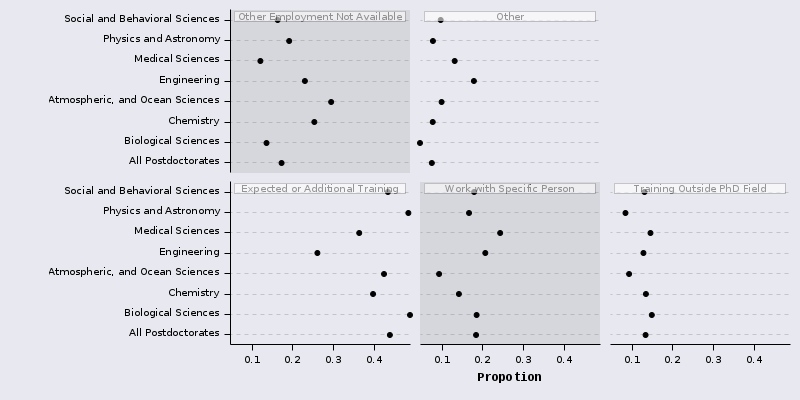 Other Employment Not Available
Other
Social and Behavioral Sciences
Physics and Astronomy
Medical Sciences
Engineering
Atmospheric, and Ocean Sciences
Chemistry
Biological Sciences
All Postdoctorates
Expected or Additional Training
Work with Specific Person
Training Outside PhD Field
Social and Behavioral Sciences
Physics and Astronomy
Medical Sciences
Engineering
Atmospheric, and Ocean Sciences
Chemistry
Biological Sciences
All Postdoctorates
0.1 0.2 0.3 0.4
0.1 0.2 0.3 0.4
0.1 0.2 0.3 0.4
Propotion